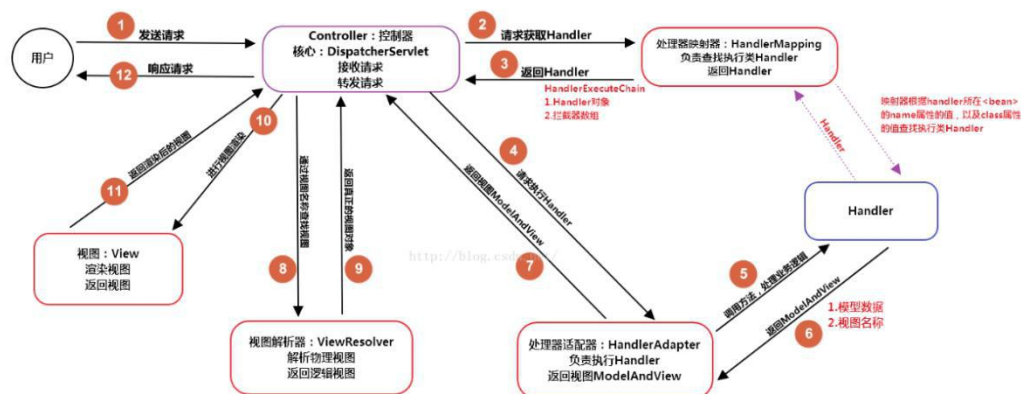 1
发送请求
用户
12
响应请求
Controller：控制器
核心：DispatcherServlet
接收请求
转发请求
2
请求获取Handler
3
返回Handler
HandlerExecuteChain
1.Handler对象
2.拦截器数组
处理器映射器：HandlerMapping
负责查找执行类Handler
返回Handler
映射器根据handler所在<bean>
的name属性的值，以及class属性
的值查找执行类Handler
Handler
Handler
10
进行视图渲染
11
返回渲染后的视图
视图：View
渲染视图
返回视图
8
通过视图名称查找视图
9
返回真正的视图对象
视图解析器：ViewResolver
解析物理视图
返回逻辑视图
4
请求执行Handler
7
返回视图ModelAndView
处理器适配器：HandlerAdapter
负责执行Handler
返回视图ModelAndView
5
调用方法，处理业务逻辑
6
返回ModelAndView
1.模型数据
2.视图名称
http://blog.csdn.net/